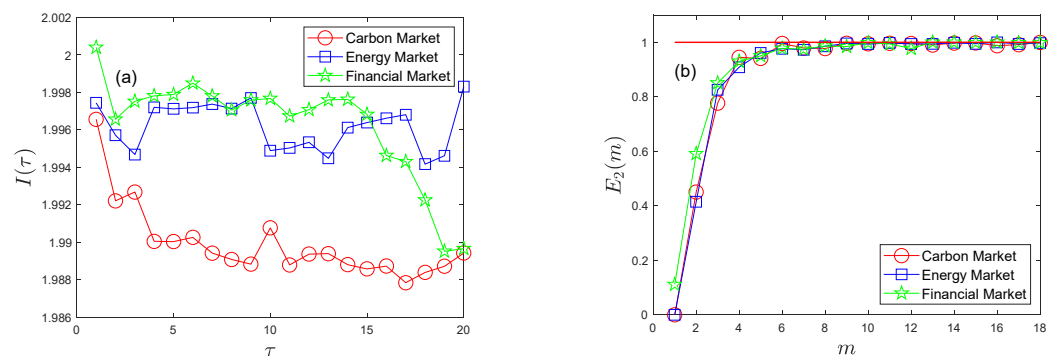 2.002
2
1.998
1.996
1.994
1.992
1.99
1.988
1.986
0
5
10
15
20
I(τ)
τ
(a)
Carbon Market
Energy Market
Financial Market
1
0.8
0.6
0.4
0.2
0
0
2
4
6
8
10
12
14
16
18
E₂(m)
m
(b)
Carbon Market
Energy Market
Financial Market